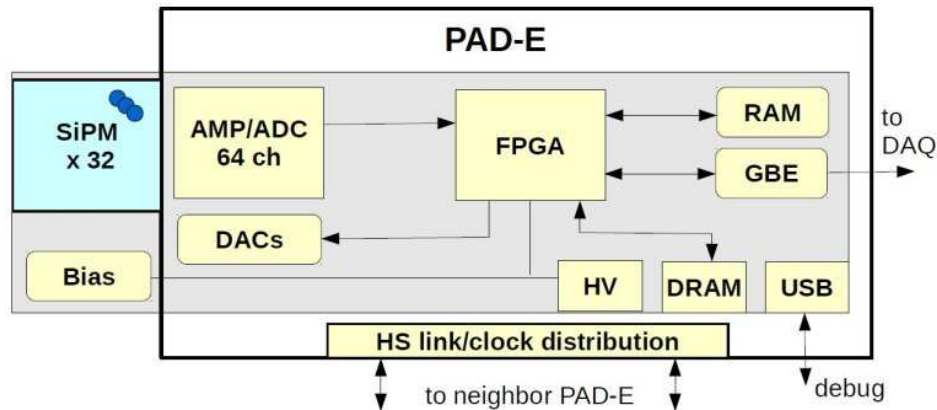 PAD-E
SiPM
x 32
AMP/ADC
64 ch
FPGA
RAM
GBE
to
DAQ
DACs
Bias
HV
DRAM
USB
HS link/clock distribution
to neighbor PAD-E
debug